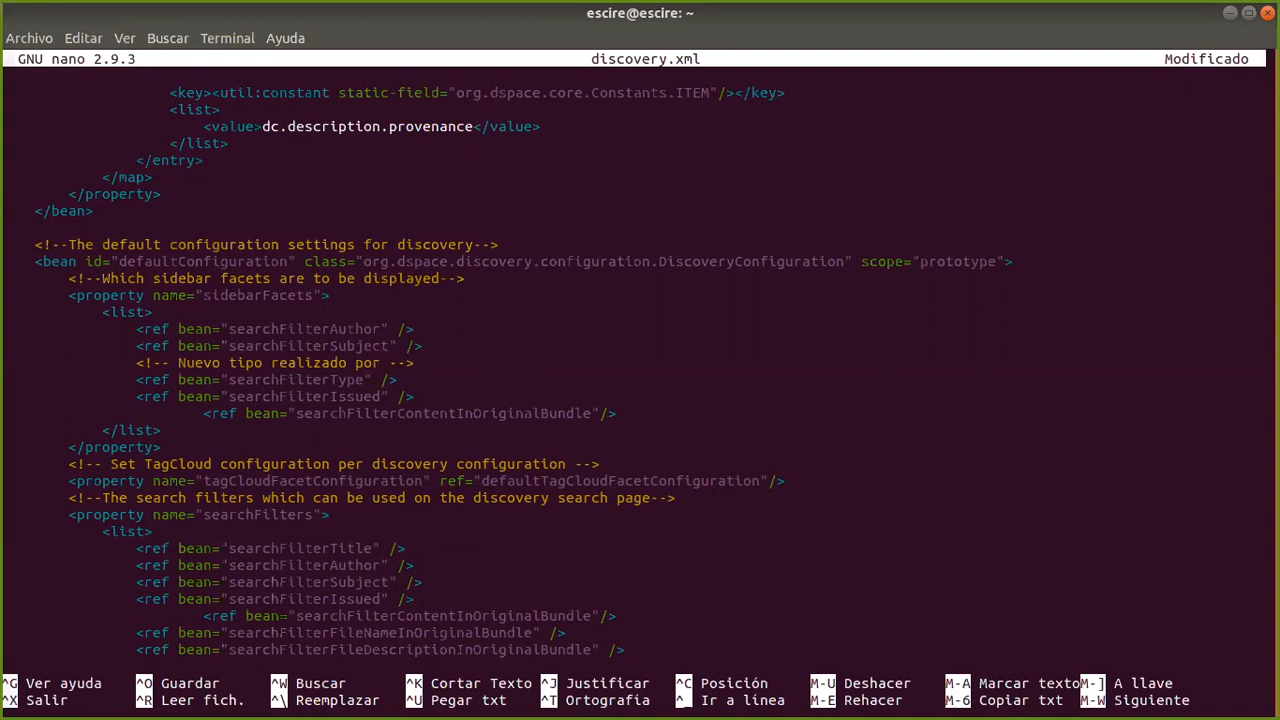 escire@escire: ~
Archivo Editar Ver Buscar Terminal Ayuda
GNU nano 2.9.3 discovery.xml Modificado
<key><util:constant static-field="org.dspace.core.Constants.ITEM"/></key>
<list>
<value>dc.description.provenance</value>
</list>
</entry>
</map>
</property>
</bean>
<!--The default configuration settings for discovery-->
<bean id="defaultConfiguration" class="org.dspace.discovery.configuration.DiscoveryConfiguration" scope="prototype">
<!--Which sidebar facets are to be displayed-->
<property name="sidebarFacets">
<list>
<ref bean="searchFilterAuthor" />
<ref bean="searchFilterSubject" />
<!-- Nuevo tipo realizado por -->
<ref bean="searchFilterType" />
<ref bean="searchFilterIssued" />
<ref bean="searchFilterContentInOriginalBundle"/>
</list>
</property>
<!-- Set TagCloud configuration per discovery configuration -->
<property name="tagCloudFacetConfiguration" ref="defaultTagCloudFacetConfiguration"/>
<!--The search filters which can be used on the discovery search page-->
<property name="searchFilters">
<list>
<ref bean="searchFilterTitle" />
<ref bean="searchFilterAuthor" />
<ref bean="searchFilterSubject" />
<ref bean="searchFilterIssued" />
<ref bean="searchFilterContentInOriginalBundle"/>
<ref bean="searchFilterFileNameInOriginalBundle" />
<ref bean="searchFilterFileDescriptionInOriginalBundle" />
^G Ver ayuda ^O Guardar ^W Buscar ^K Cortar Texto ^J Justificar ^C Posición M-U Deshacer M-A Marcar texto M-] A llave
^X Salir ^R Leer fich. ^\ Reemplazar ^U Pegar txt ^T Ortografía ^_ Ir a línea M-E Rehacer M-6 Copiar txt M-W Siguiente